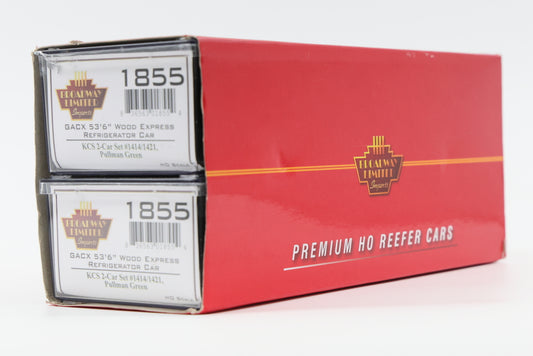 BROADWAY
LIMITED
Imports
1855
GACX 53'6" WOOD EXPRESS
REFRIGERATOR CAR
KCS 2-Car Set #1414/1421,
Pullman Green
HO Scale
BROADWAY
LIMITED
Imports
1855
GACX 53'6" WOOD EXPRESS
REFRIGERATOR CAR
KCS 2-Car Set #1414/1421,
Pullman Green
HO Scale
BROADWAY
LIMITED
Imports
PREMIUM HO REEFER CARS